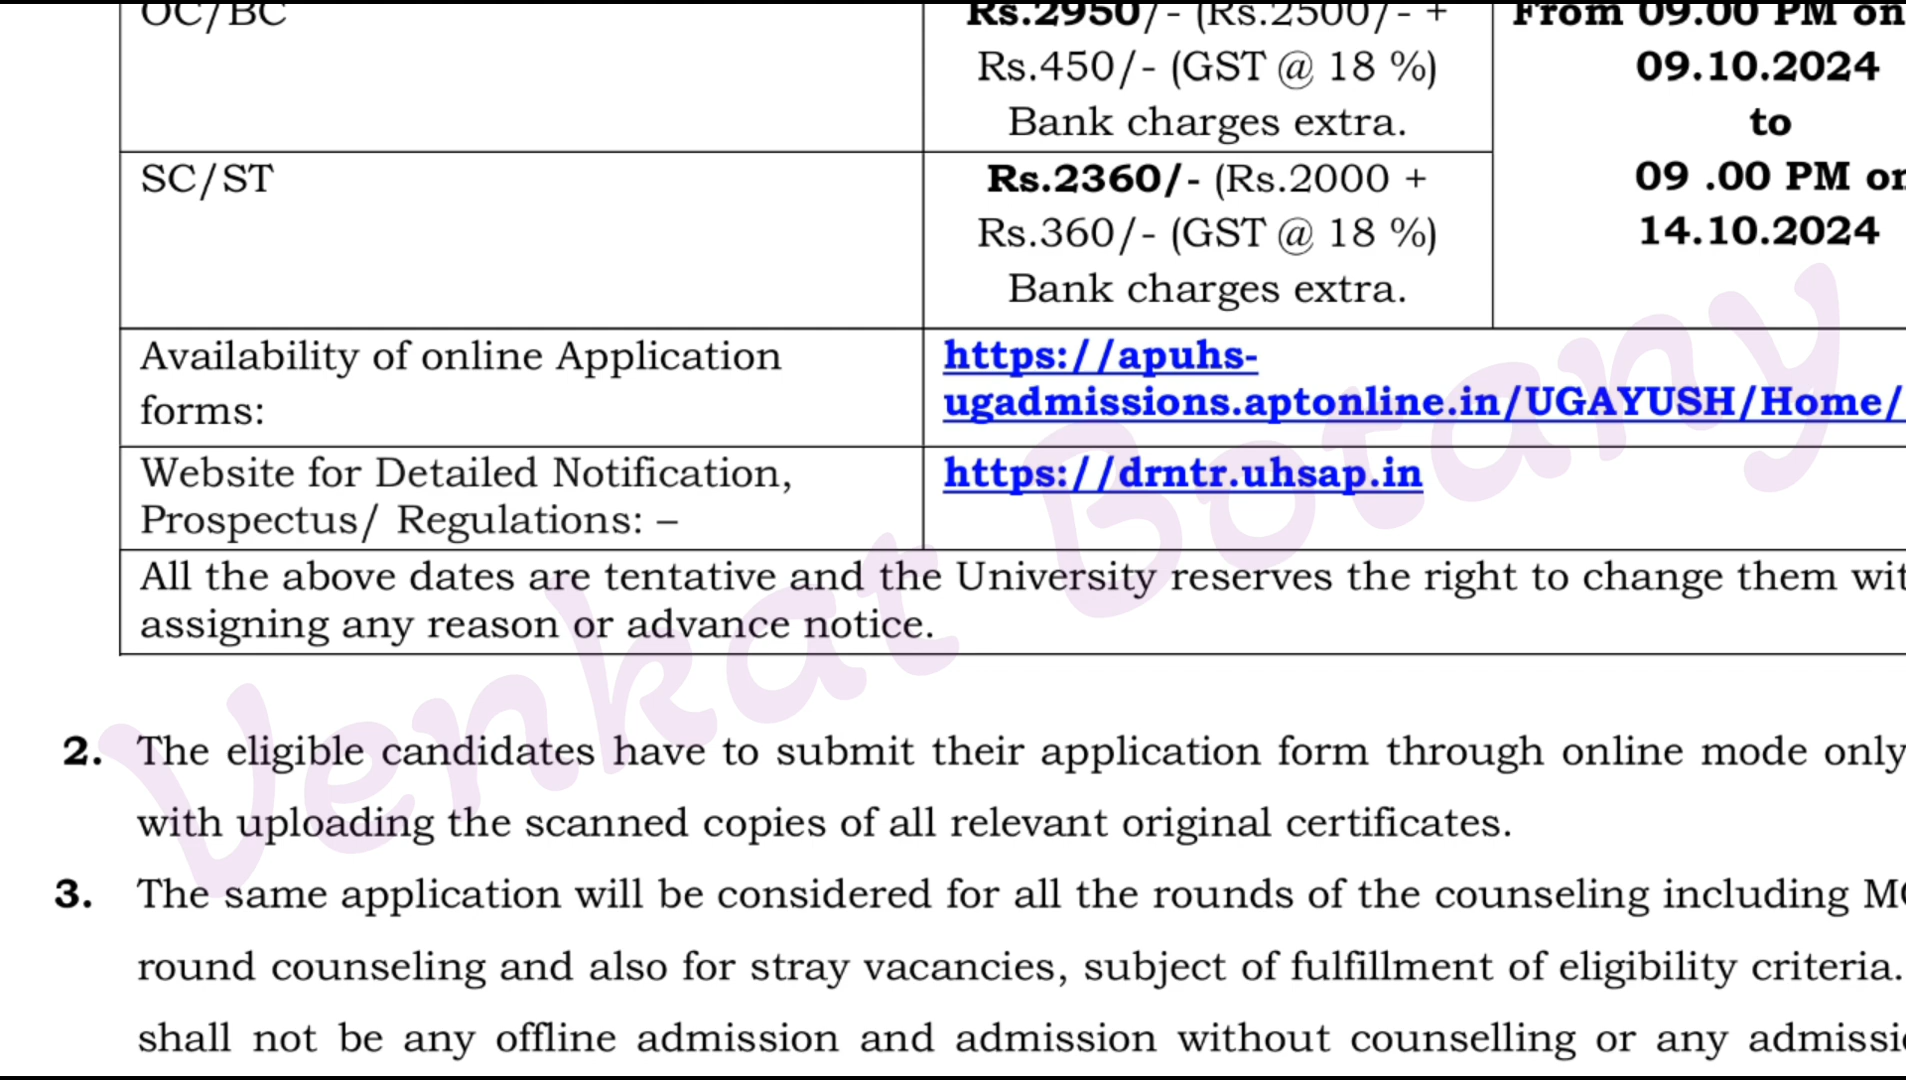 OC/BC
Rs.2950/- (Rs.2500/- +
Rs.450/- (GST @ 18 %)
Bank charges extra.
From 09.00 PM on
09.10.2024
to
09 .00 PM on
14.10.2024
SC/ST
Rs.2360/- (Rs.2000 +
Rs.360/- (GST @ 18 %)
Bank charges extra.
Availability of online Application
forms:
https://apuhs-
ugadmissions.aptonline.in/UGAYUSH/Home/
Website for Detailed Notification,
Prospectus/ Regulations: –
https://drntr.uhsap.in
All the above dates are tentative and the University reserves the right to change them
assigning any reason or advance notice.
2. The eligible candidates have to submit their application form through online mode only
with uploading the scanned copies of all relevant original certificates.
3. The same application will be considered for all the rounds of the counseling including
round counseling and also for stray vacancies, subject of fulfillment of eligibility criteria.
shall not be any offline admission and admission without counselling or any
Venkat Botany